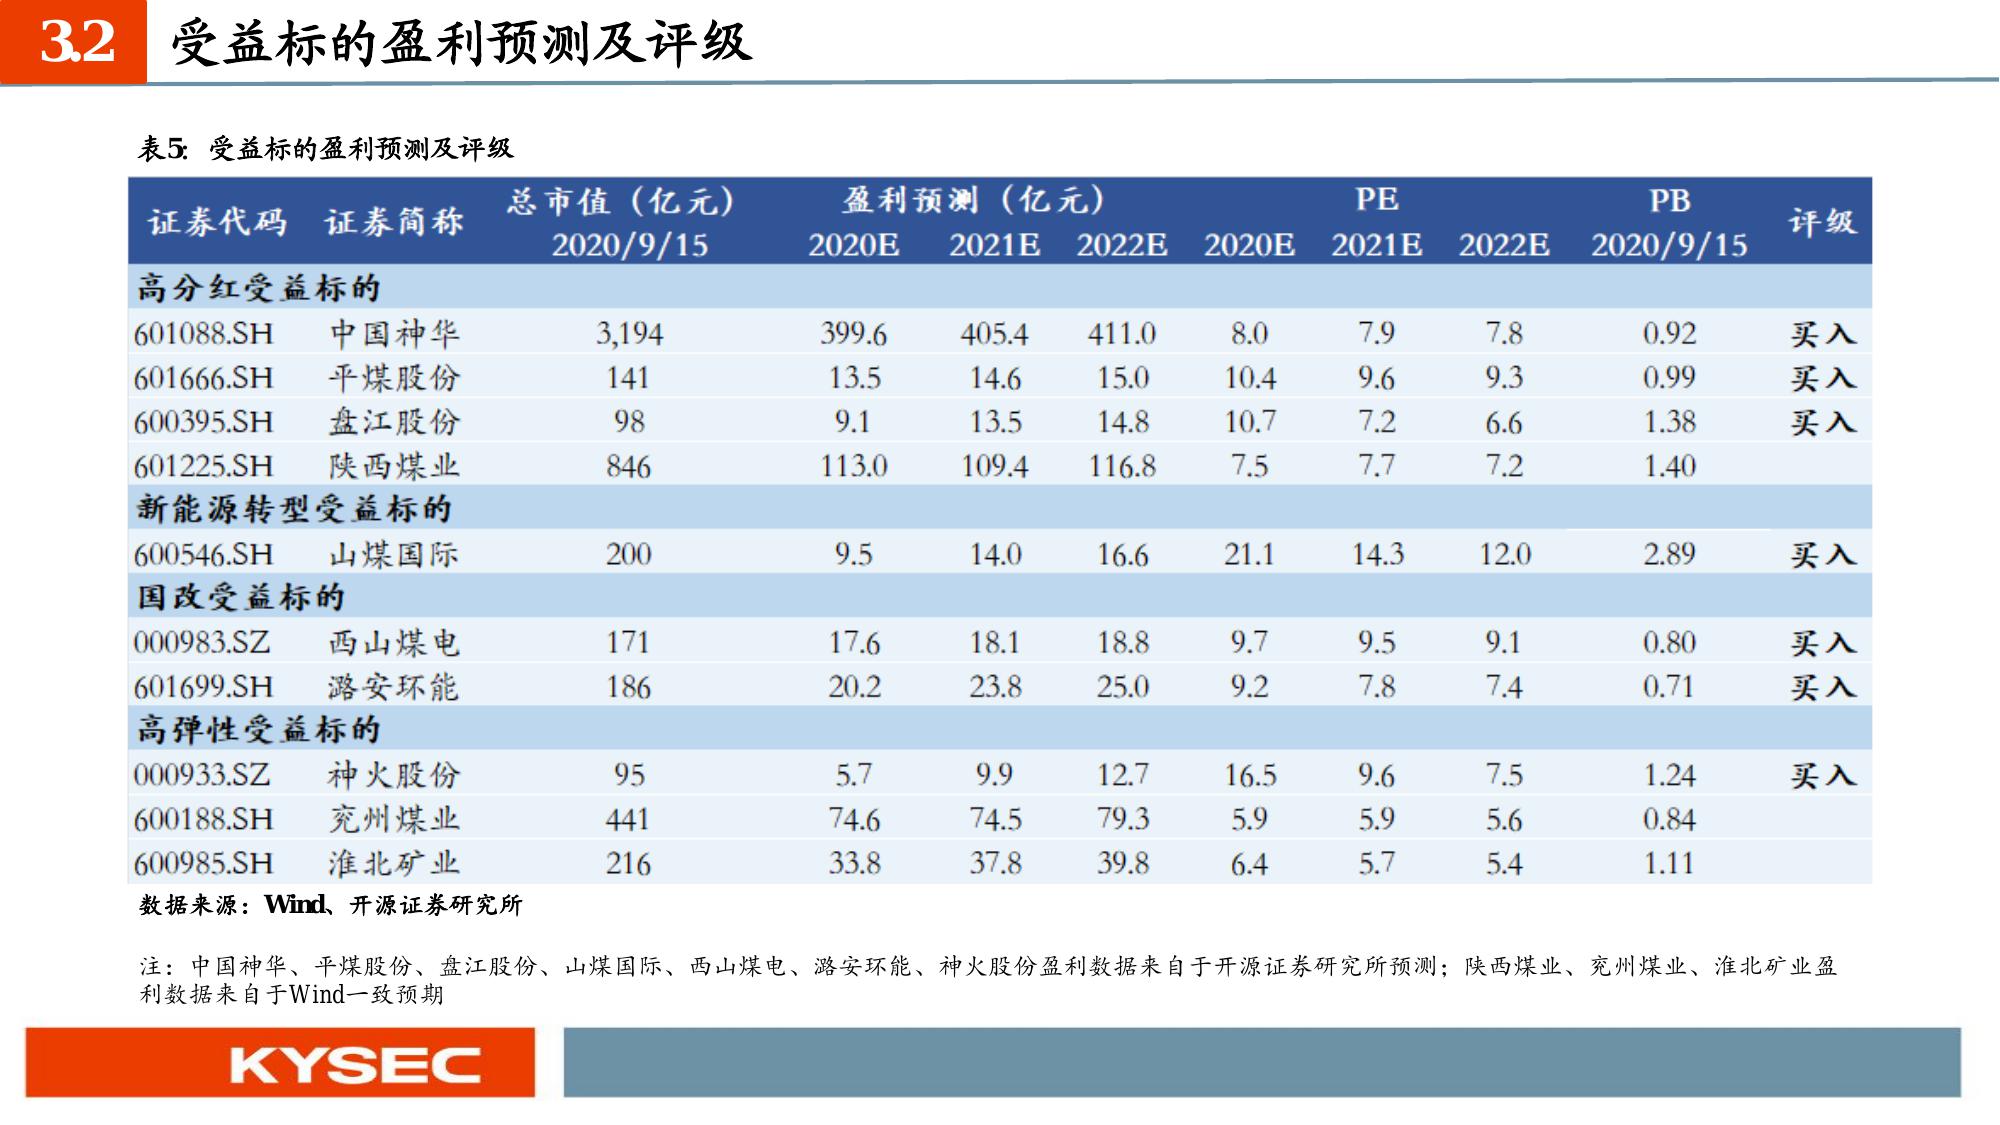 3.2 受益标的盈利预测及评级
表5: 受益标的盈利预测及评级
证券代码 证券简称 总市值（亿元） 盈利预测（亿元） PE PB 评级
2020/9/15 2020E 2021E 2022E 2020E 2021E 2022E 2020/9/15
高分红受益标的
601088.SH 中国神华 3,194 399.6 405.4 411.0 8.0 7.9 7.8 0.92 买入
601666.SH 平煤股份 141 13.5 14.6 15.0 10.4 9.6 9.3 0.99 买入
600395.SH 盘江股份 98 9.1 13.5 14.8 10.7 7.2 6.6 1.38 买入
601225.SH 陕西煤业 846 113.0 109.4 116.8 7.5 7.7 7.2 1.40
新能源转型受益标的
600546.SH 山煤国际 200 9.5 14.0 16.6 21.1 14.3 12.0 2.89 买入
国改受益标的
000983.SZ 西山煤电 171 17.6 18.1 18.8 9.7 9.5 9.1 0.80 买入
601699.SH 潞安环能 186 20.2 23.8 25.0 9.2 7.8 7.4 0.71 买入
高弹性受益标的
000933.SZ 神火股份 95 5.7 9.9 12.7 16.5 9.6 7.5 1.24 买入
600188.SH 兖州煤业 441 74.6 74.5 79.3 5.9 5.9 5.6 0.84
600985.SH 淮北矿业 216 33.8 37.8 39.8 6.4 5.7 5.4 1.11
数据来源：Wind、开源证券研究所
注：中国神华、平煤股份、盘江股份、山煤国际、西山煤电、潞安环能、神火股份盈利数据来自于开源证券研究所预测；陕西煤业、兖州煤业、淮北矿业盈
利数据来自于Wind一致预期
KYSEC